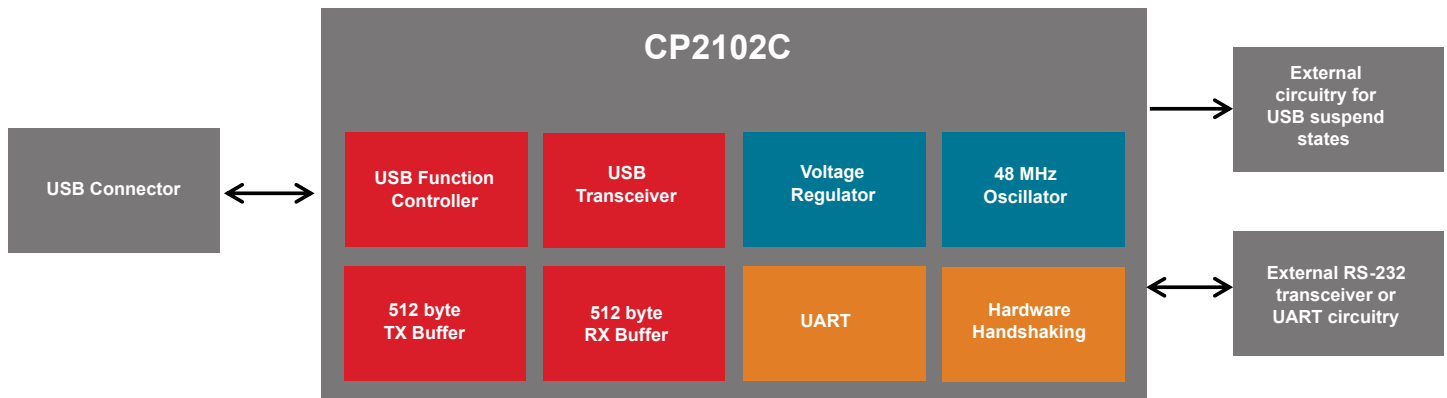 CP2102C
USB Connector
USB Function
Controller
USB
Transceiver
Voltage
Regulator
48 MHz
Oscillator
512 byte
TX Buffer
512 byte
RX Buffer
UART
Hardware
Handshaking
External
circuitry for
USB suspend
states
External RS-232
transceiver or
UART circuitry